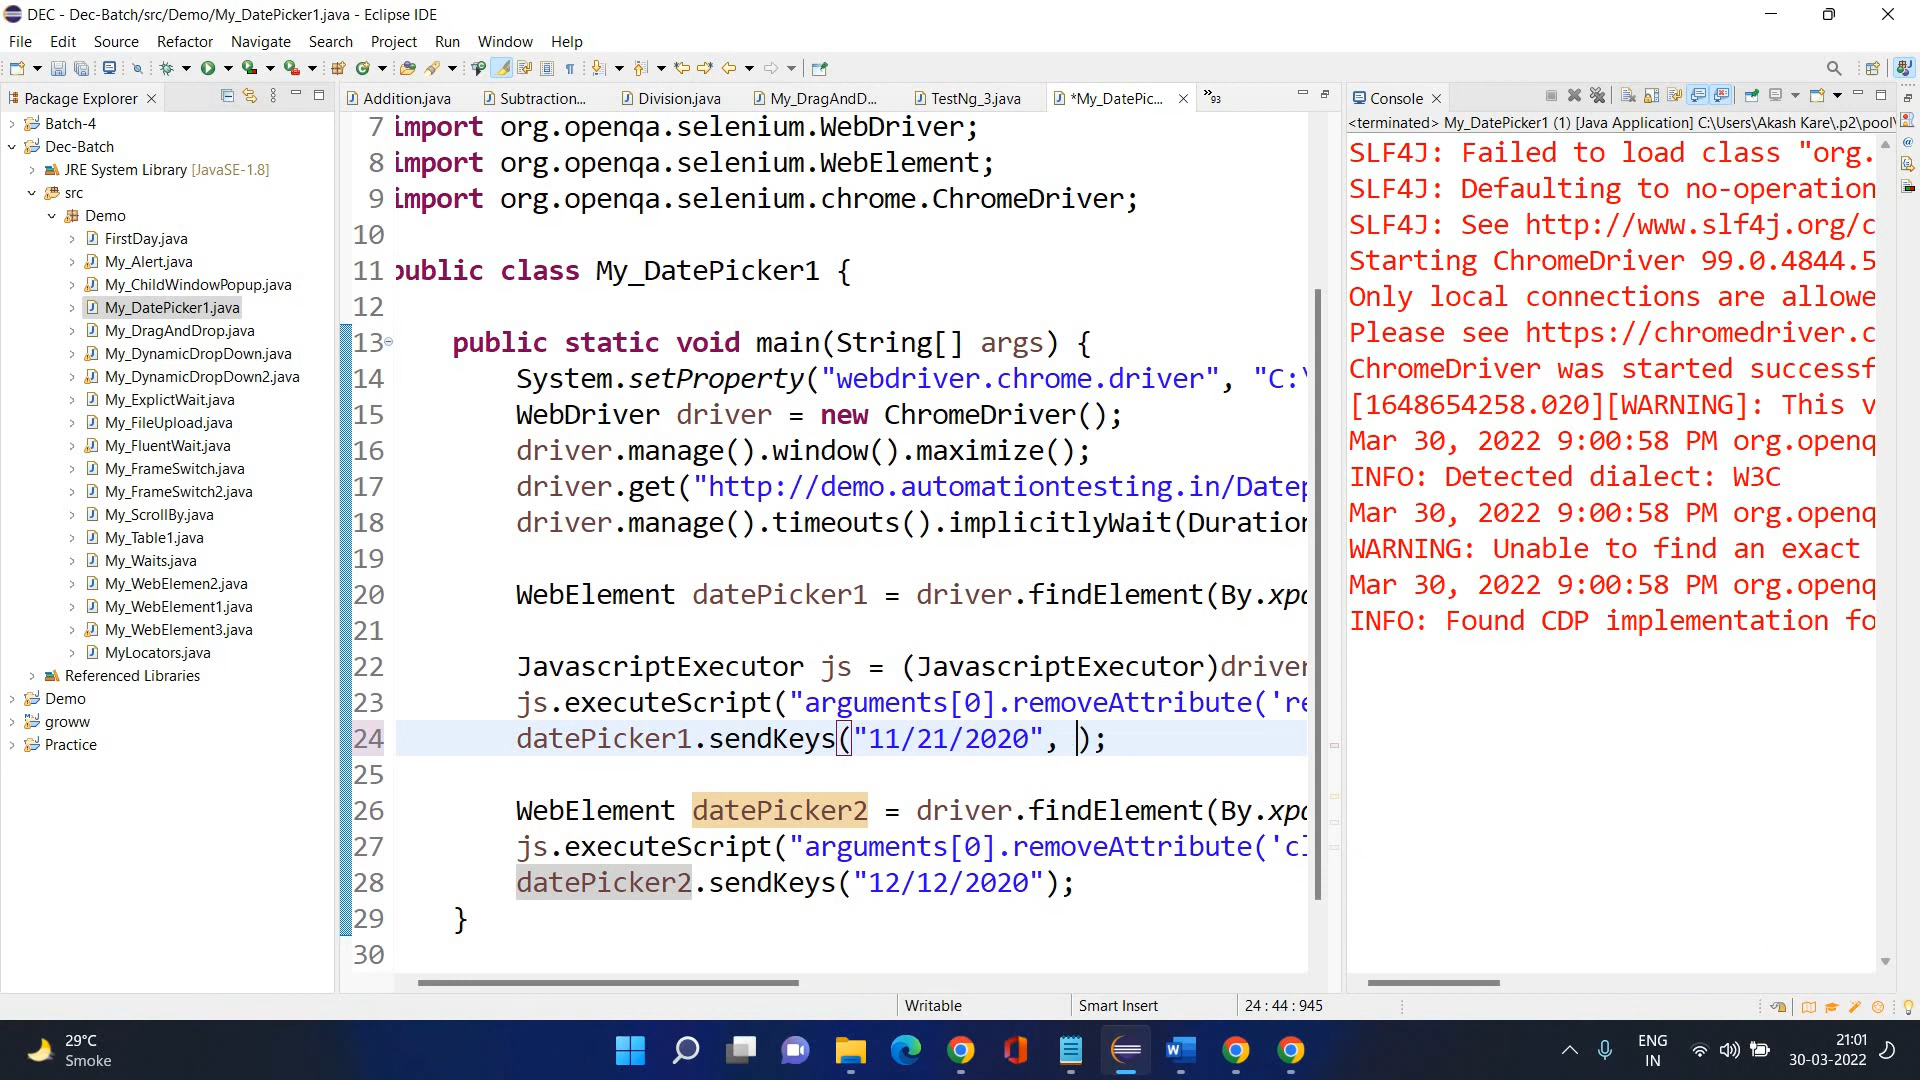 DEC - Dec-Batch/src/Demo/My_DatePicker1.java - Eclipse IDE
File Edit Source Refactor Navigate Search Project Run Window Help
Package Explorer
Batch-4
Dec-Batch
JRE System Library [JavaSE-1.8]
src
Demo
FirstDay.java
My_Alert.java
My_ChildWindowPopup.java
My_DatePicker1.java
My_DragAndDrop.java
My_DynamicDropDown.java
My_DynamicDropDown2.java
My_ExplictWait.java
My_FileUpload.java
My_FluentWait.java
My_FrameSwitch.java
My_FrameSwitch2.java
My_ScrollBy.java
My_Table1.java
My_Waits.java
My_WebElemen2.java
My_WebElement1.java
My_WebElement3.java
MyLocators.java
Referenced Libraries
Demo
groww
Practice
Addition.java Subtraction... Division.java My_DragAndD... TestNg_3.java *My_DatePic... »93
7 import org.openqa.selenium.WebDriver;
8 import org.openqa.selenium.WebElement;
9 import org.openqa.selenium.chrome.ChromeDriver;
10
11 public class My_DatePicker1 {
12
13 public static void main(String[] args) {
14 System.setProperty("webdriver.chrome.driver", "C:\
15 WebDriver driver = new ChromeDriver();
16 driver.manage().window().maximize();
17 driver.get("http://demo.automationtesting.in/Datep
18 driver.manage().timeouts().implicitlyWait(Duration
19
20 WebElement datePicker1 = driver.findElement(By.xpa
21
22 JavascriptExecutor js = (JavascriptExecutor)driver
23 js.executeScript("arguments[0].removeAttribute('re
24 datePicker1.sendKeys("11/21/2020", );
25
26 WebElement datePicker2 = driver.findElement(By.xpa
27 js.executeScript("arguments[0].removeAttribute('cl
28 datePicker2.sendKeys("12/12/2020");
29 }
30
Console
<terminated> My_DatePicker1 (1) [Java Application] C:\Users\Akash Kare\.p2\pool\
SLF4J: Failed to load class "org.
SLF4J: Defaulting to no-operation
SLF4J: See http://www.slf4j.org/c
Starting ChromeDriver 99.0.4844.5
Only local connections are allowe
Please see https://chromedriver.c
ChromeDriver was started successf
[1648654258.020][WARNING]: This v
Mar 30, 2022 9:00:58 PM org.openq
INFO: Detected dialect: W3C
Mar 30, 2022 9:00:58 PM org.openq
WARNING: Unable to find an exact
Mar 30, 2022 9:00:58 PM org.openq
INFO: Found CDP implementation fo
Writable Smart Insert 24 : 44 : 945
29°C
Smoke
ENG
IN
21:01
30-03-2022